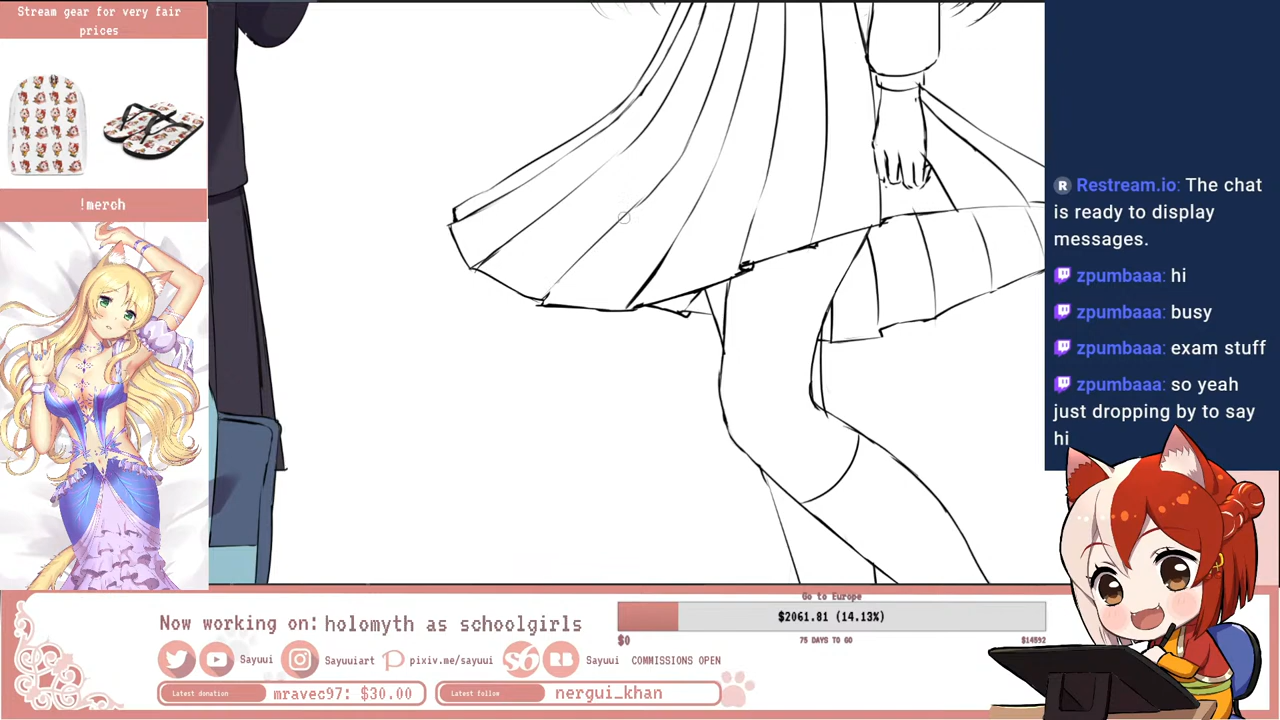 Stream gear for very fair
prices
!merch
Restream.io: The chat
is ready to display
messages.
zpumbaaa: hi
zpumbaaa: busy
zpumbaaa: exam stuff
zpumbaaa: so yeah
just dropping by to say
hi
Now working on: holomyth as schoolgirls
Sayuui
Sayuuiart
pixiv.me/sayuui
Sayuui
COMMISSIONS OPEN
Latest donation
mravec97: $30.00
Latest follow
nergui_khan
Go to Europe
$2061.81 (14.13%)
$0
75 DAYS TO GO
$14592